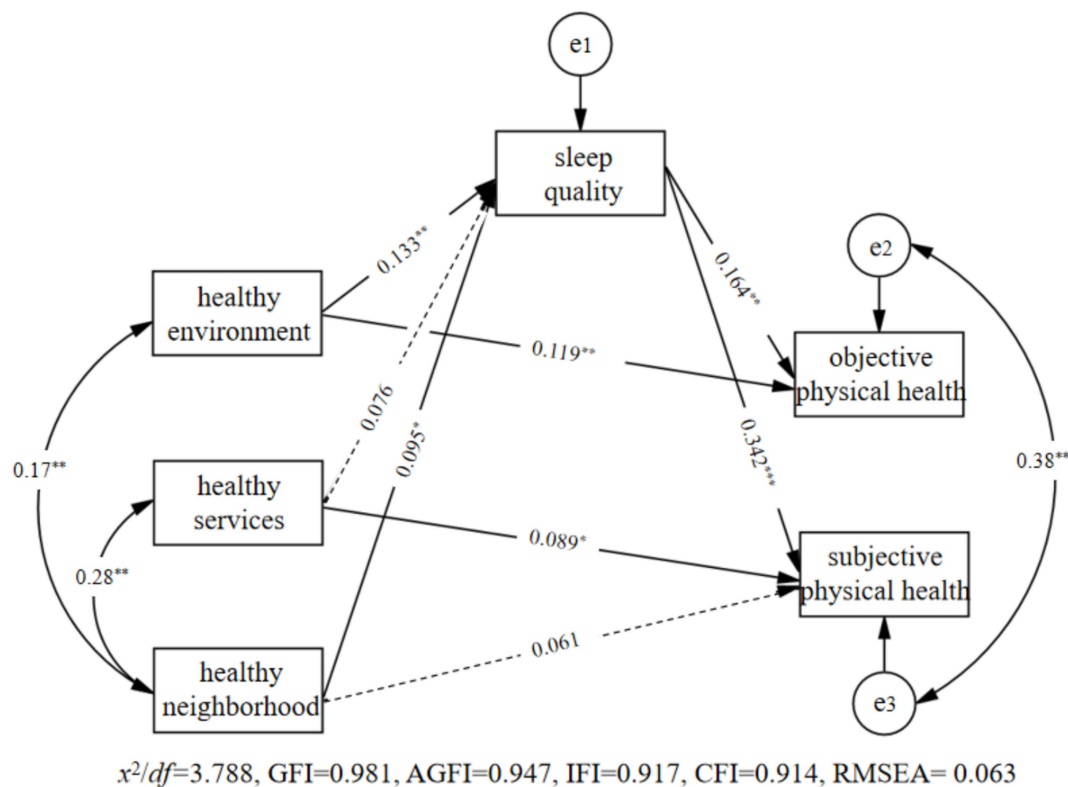 e1
sleep
quality
0.133**
0.164**
e2
healthy
environment
0.119**
objective
physical health
0.076
0.095*
0.342***
0.17**
0.38**
healthy
services
0.089*
0.28**
subjective
physical health
0.061
healthy
neighborhood
e3
x²/df=3.788, GFI=0.981, AGFI=0.947, IFI=0.917, CFI=0.914, RMSEA= 0.063